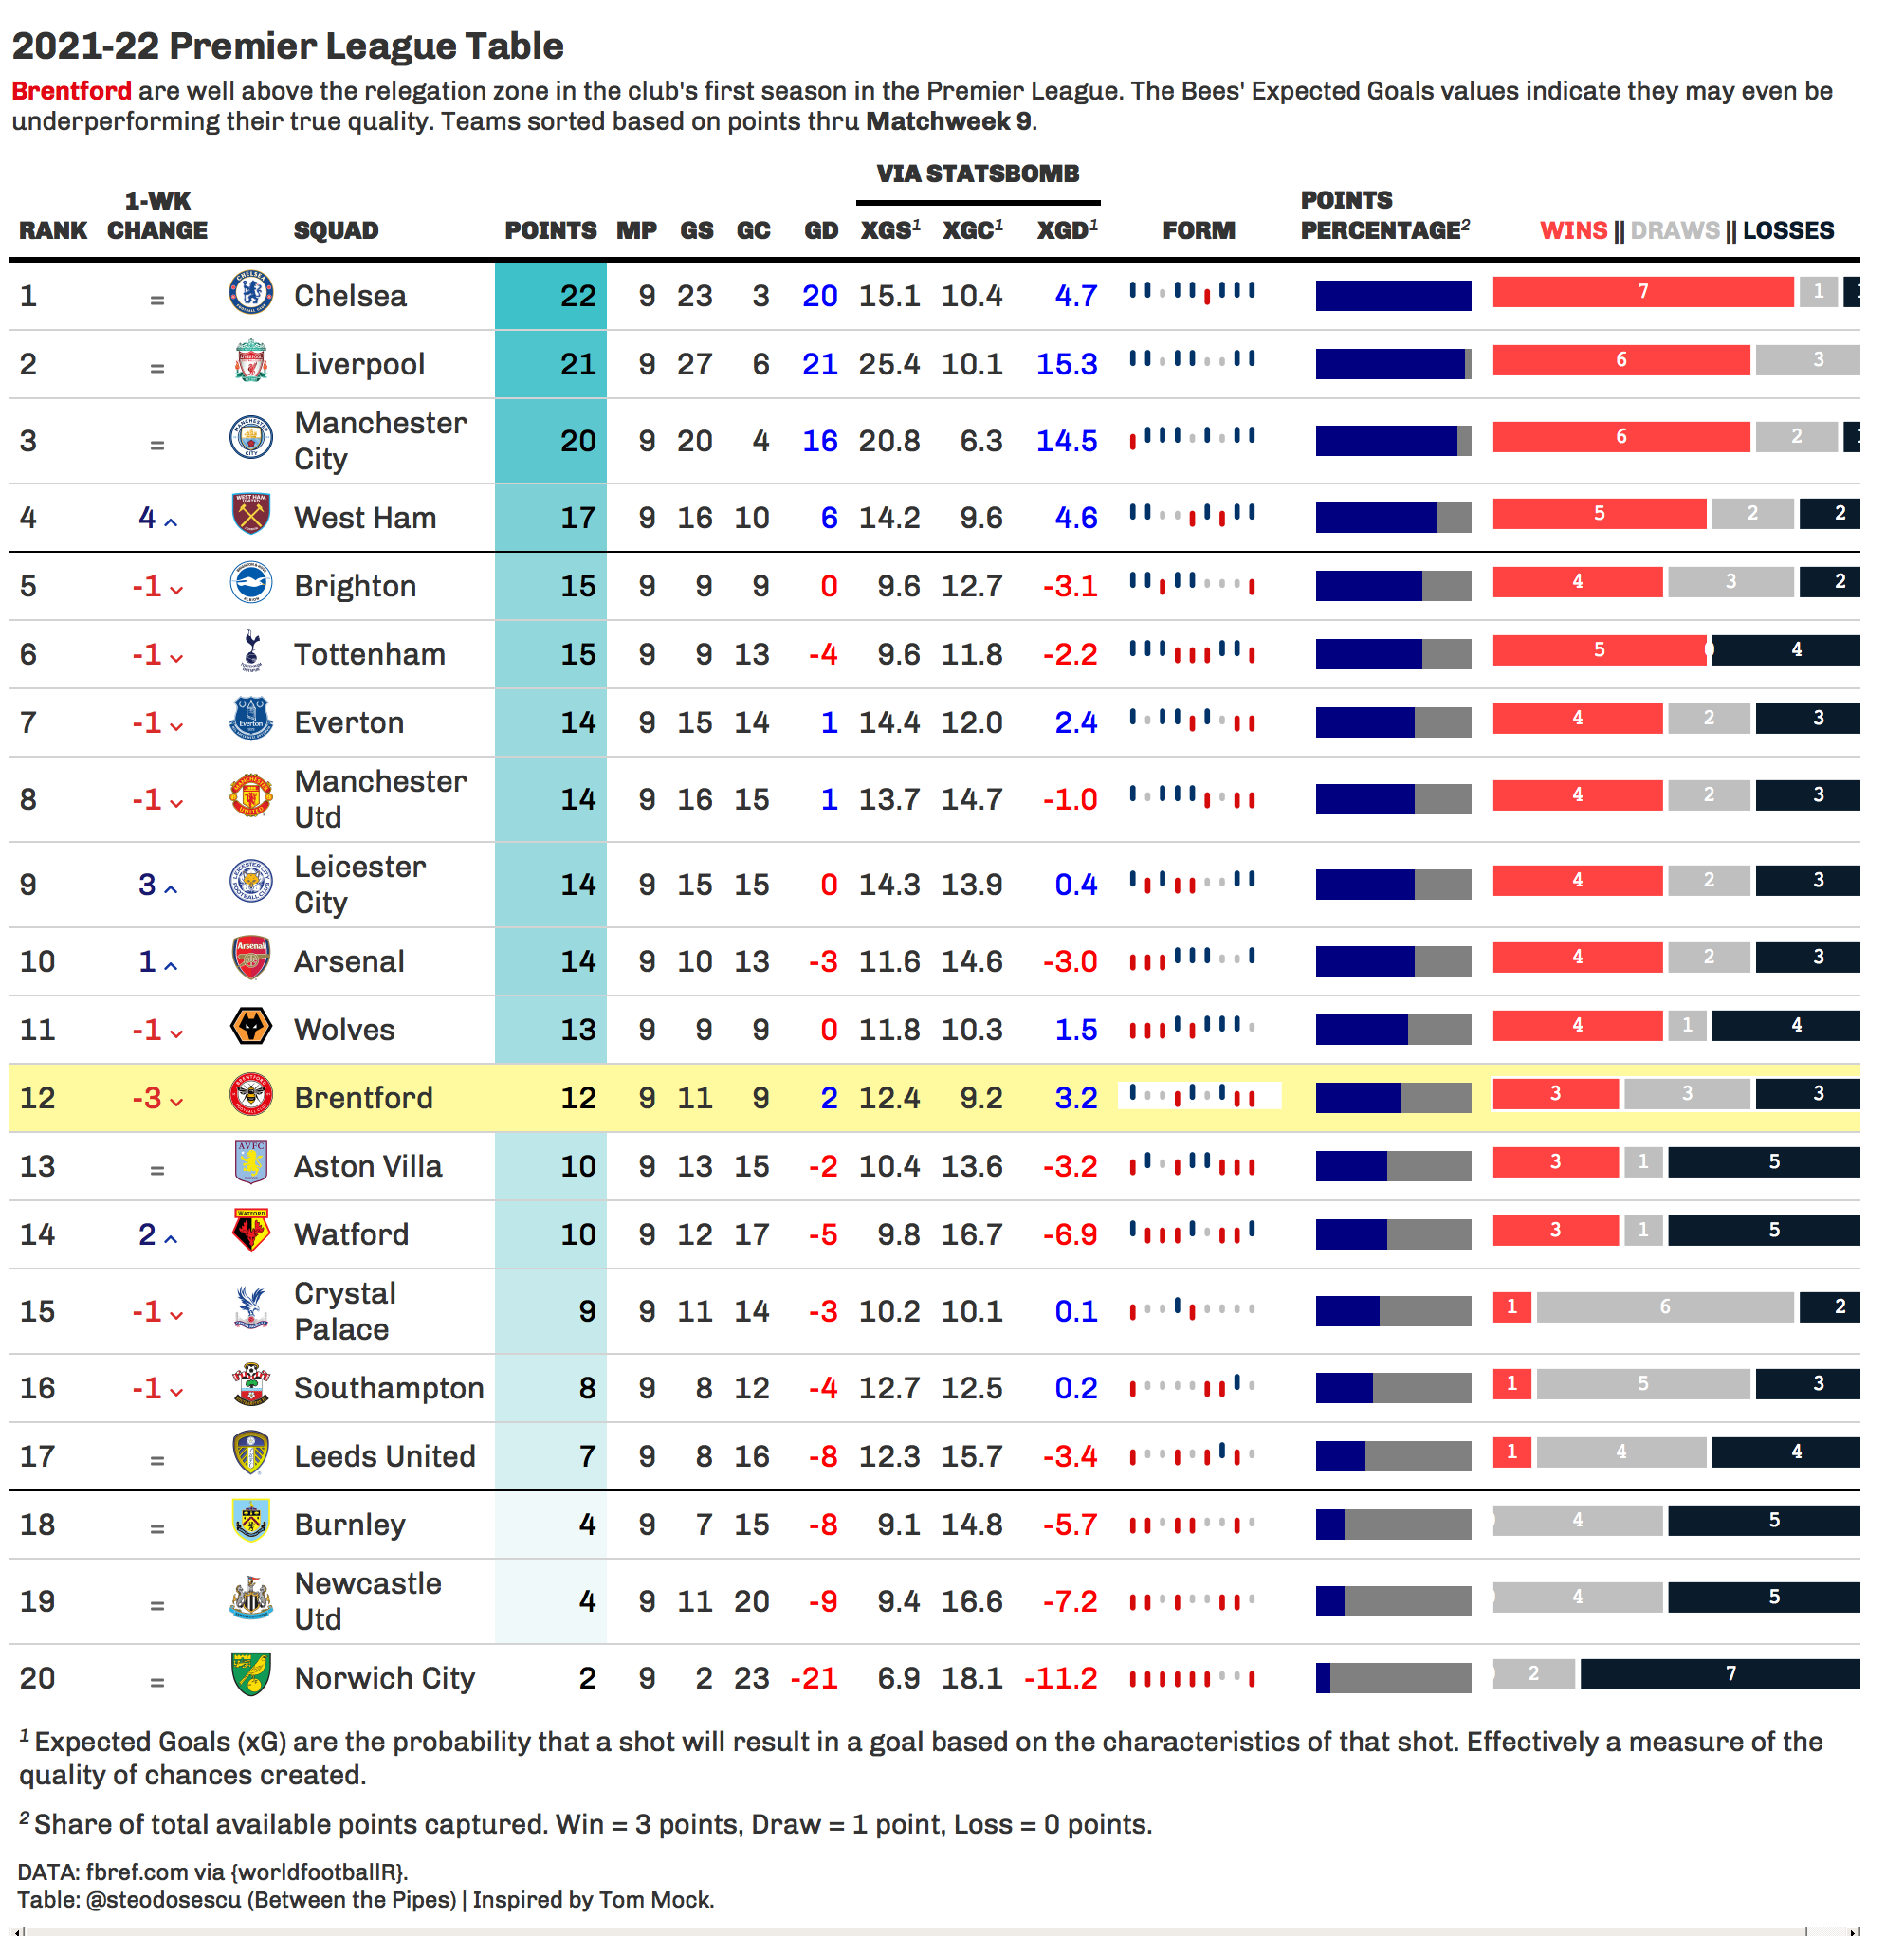 2021-22 Premier League Table
Brentford are well above the relegation zone in the club's first season in the Premier League. The Bees' Expected Goals values indicate they may even be
underperforming their true quality. Teams sorted based on points thru Matchweek 9.
VIA STATSBOMB
1-WK POINTS
RANK CHANGE SQUAD POINTS MP GS GC GD XGS1 XGC1 XGD1 FORM PERCENTAGE2 WINS || DRAWS || LOSSES
1 = Chelsea 22 9 23 3 20 15.1 10.4 4.7 7 1
2 = Liverpool 21 9 27 6 21 25.4 10.1 15.3 6 3
3 = Manchester City 20 9 20 4 16 20.8 6.3 14.5 6 2
4 4 West Ham 17 9 16 10 6 14.2 9.6 4.6 5 2 2
5 -1 Brighton 15 9 9 9 0 9.6 12.7 -3.1 4 3 2
6 -1 Tottenham 15 9 9 13 -4 9.6 11.8 -2.2 5 0 4
7 -1 Everton 14 9 15 14 1 14.4 12.0 2.4 4 2 3
8 -1 Manchester Utd 14 9 16 15 1 13.7 14.7 -1.0 4 2 3
9 3 Leicester City 14 9 15 15 0 14.3 13.9 0.4 4 2 3
10 1 Arsenal 14 9 10 13 -3 11.6 14.6 -3.0 4 2 3
11 -1 Wolves 13 9 9 9 0 11.8 10.3 1.5 4 1 4
12 -3 Brentford 12 9 11 9 2 12.4 9.2 3.2 3 3 3
13 = Aston Villa 10 9 13 15 -2 10.4 13.6 -3.2 3 1 5
14 2 Watford 10 9 12 17 -5 9.8 16.7 -6.9 3 1 5
15 -1 Crystal Palace 9 9 11 14 -3 10.2 10.1 0.1 1 6 2
16 -1 Southampton 8 9 8 12 -4 12.7 12.5 0.2 1 5 3
17 = Leeds United 7 9 8 16 -8 12.3 15.7 -3.4 1 4 4
18 = Burnley 4 9 7 15 -8 9.1 14.8 -5.7 4 5
19 = Newcastle Utd 4 9 11 20 -9 9.4 16.6 -7.2 4 5
20 = Norwich City 2 9 2 23 -21 6.9 18.1 -11.2 2 7
1 Expected Goals (xG) are the probability that a shot will result in a goal based on the characteristics of that shot. Effectively a measure of the
quality of chances created.
2 Share of total available points captured. Win = 3 points, Draw = 1 point, Loss = 0 points.
DATA: fbref.com via {worldfootballR}.
Table: @steodosescu (Between the Pipes) | Inspired by Tom Mock.